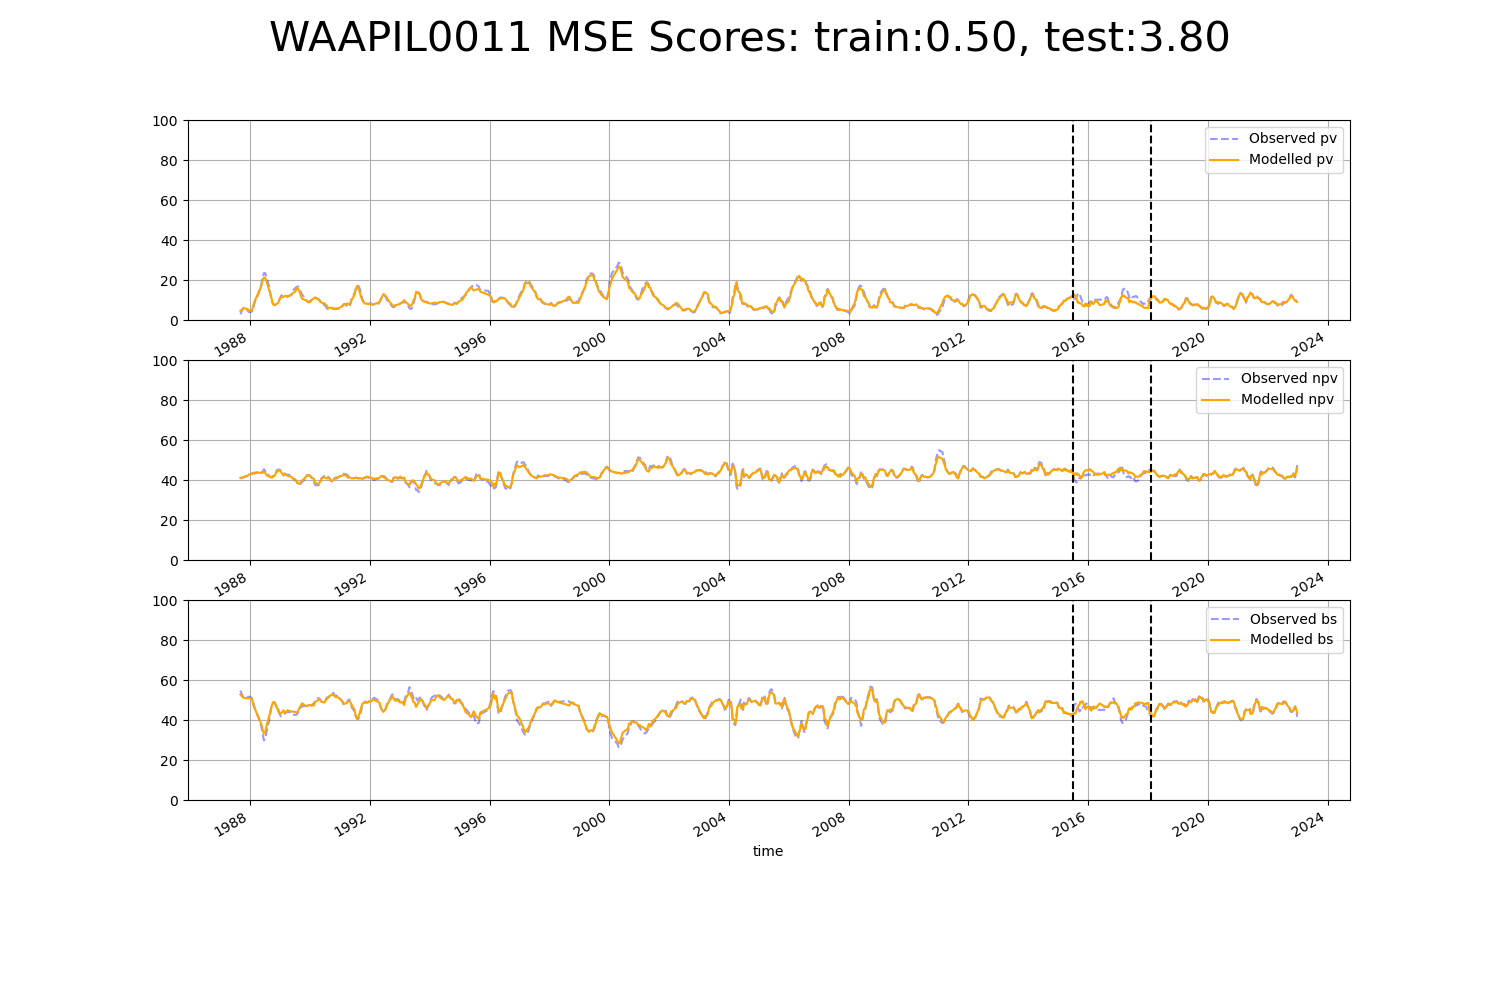 WAAPIL0011 MSE Scores: train:0.50, test:3.80
100
80
60
40
20
0
Observed pv
Modelled pv
1988 1992 1996 2000 2004 2008 2012 2016 2020 2024
100
80
60
40
20
0
Observed npv
Modelled npv
1988 1992 1996 2000 2004 2008 2012 2016 2020 2024
100
80
60
40
20
0
Observed bs
Modelled bs
1988 1992 1996 2000 2004 2008 2012 2016 2020 2024
time